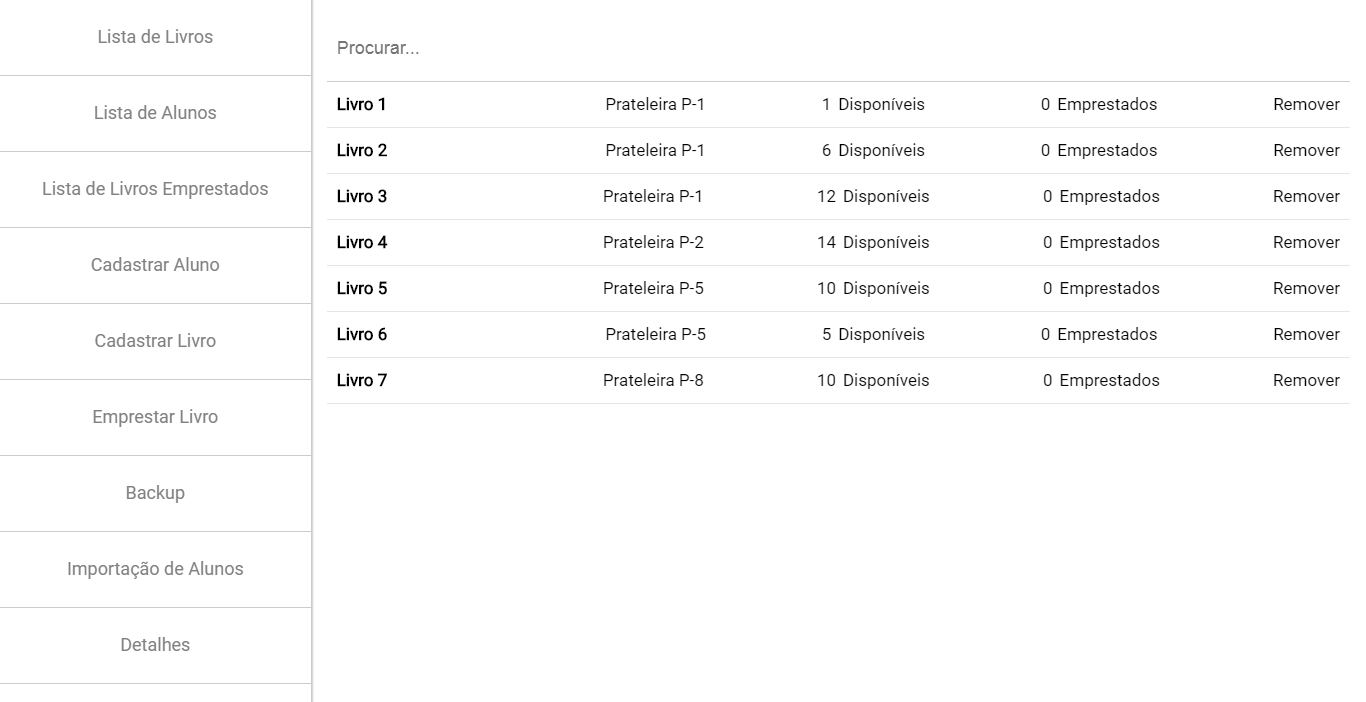 Lista de Livros
Lista de Alunos
Lista de Livros Emprestados
Cadastrar Aluno
Cadastrar Livro
Emprestar Livro
Backup
Importação de Alunos
Detalhes
Procurar...
Livro 1 Prateleira P-1 1 Disponíveis 0 Emprestados Remover
Livro 2 Prateleira P-1 6 Disponíveis 0 Emprestados Remover
Livro 3 Prateleira P-1 12 Disponíveis 0 Emprestados Remover
Livro 4 Prateleira P-2 14 Disponíveis 0 Emprestados Remover
Livro 5 Prateleira P-5 10 Disponíveis 0 Emprestados Remover
Livro 6 Prateleira P-5 5 Disponíveis 0 Emprestados Remover
Livro 7 Prateleira P-8 10 Disponíveis 0 Emprestados Remover